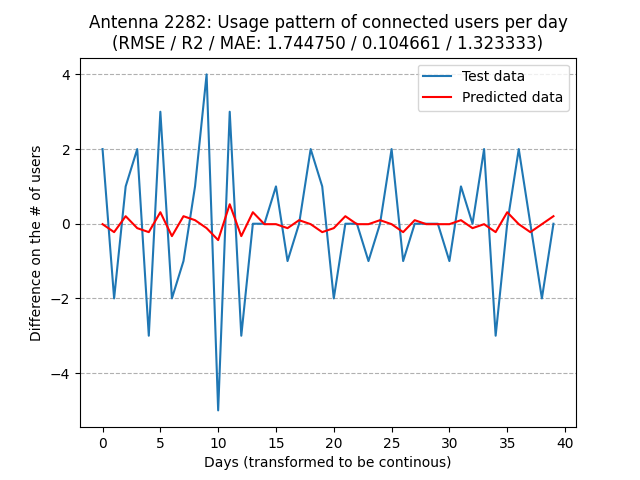 Antenna 2282: Usage pattern of connected users per day
(RMSE / R2 / MAE: 1.744750 / 0.104661 / 1.323333)
Test data
Predicted data
Difference on the # of users
4
2
0
−2
−4
0 5 10 15 20 25 30 35 40
Days (transformed to be continous)